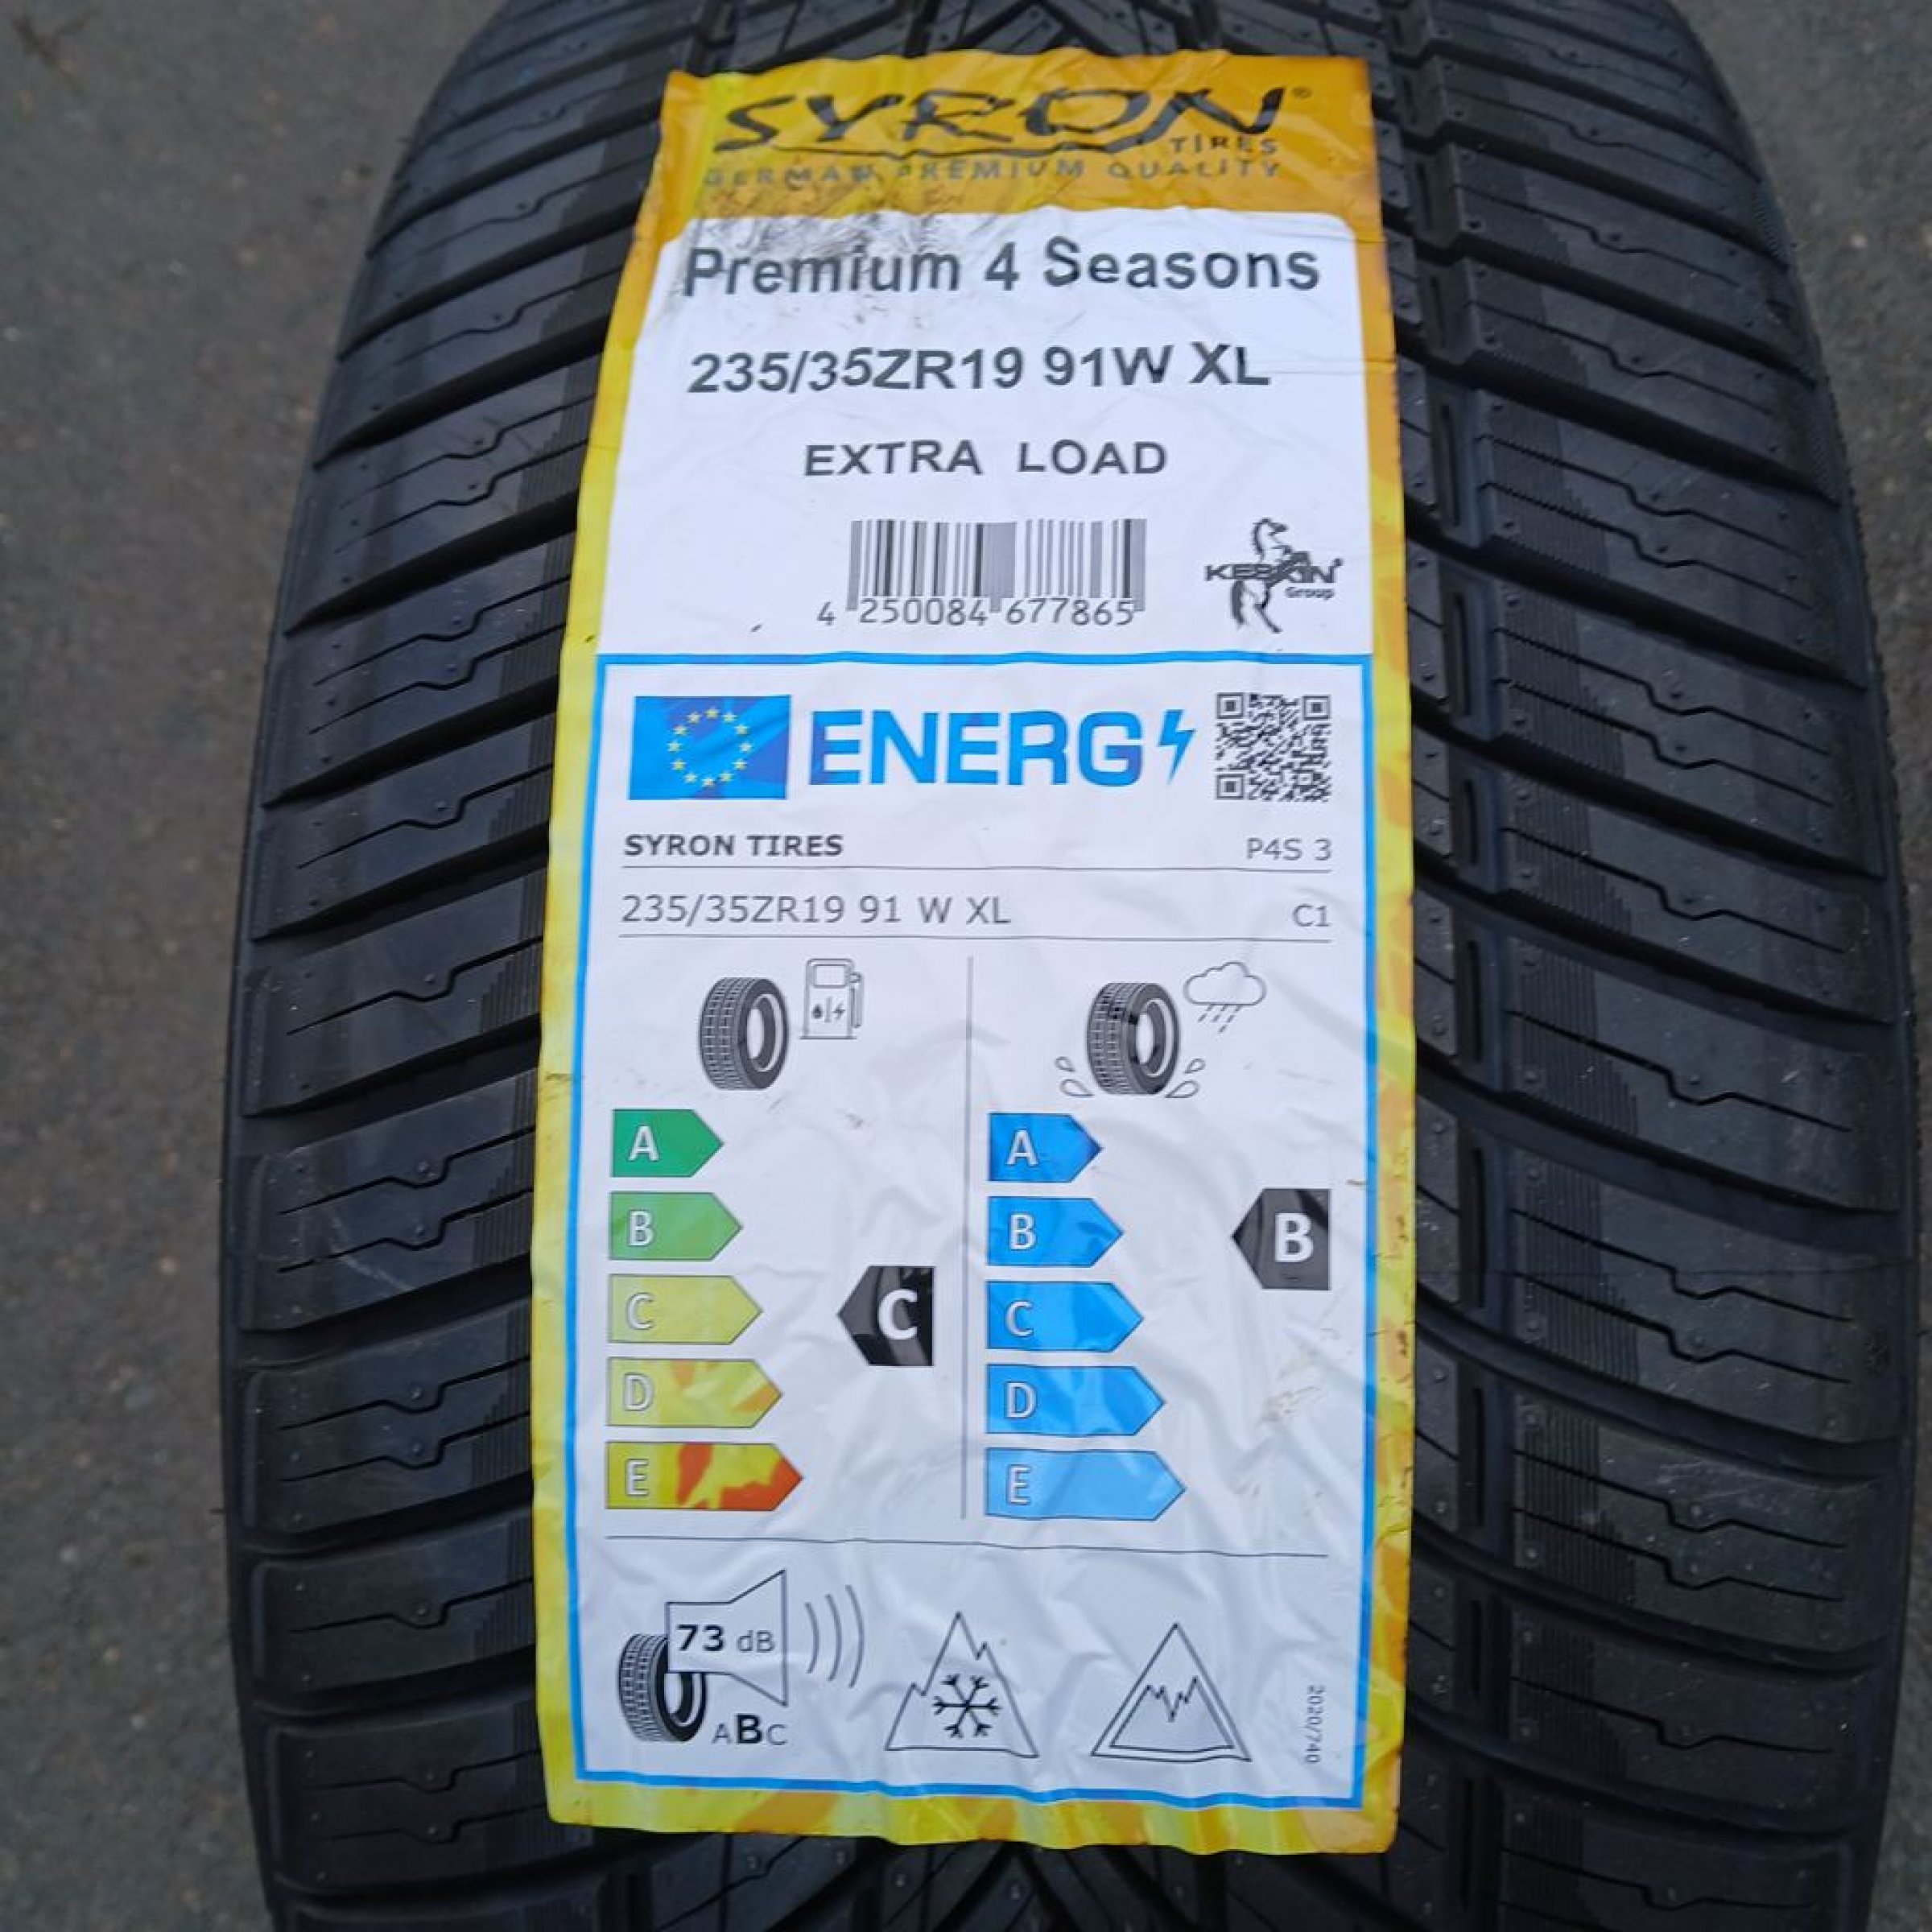 SYRON®
TIRES
GERMAN PREMIUM QUALITY
Premium 4 Seasons
235/35ZR19 91W XL
EXTRA LOAD
4 250084 677865
KESKIN®
Group
ENERG
SYRON TIRES P4S 3
235/35ZR19 91 W XL C1
A A
B B B
C C C
D D
E E
73 dB
ABC
2020/740